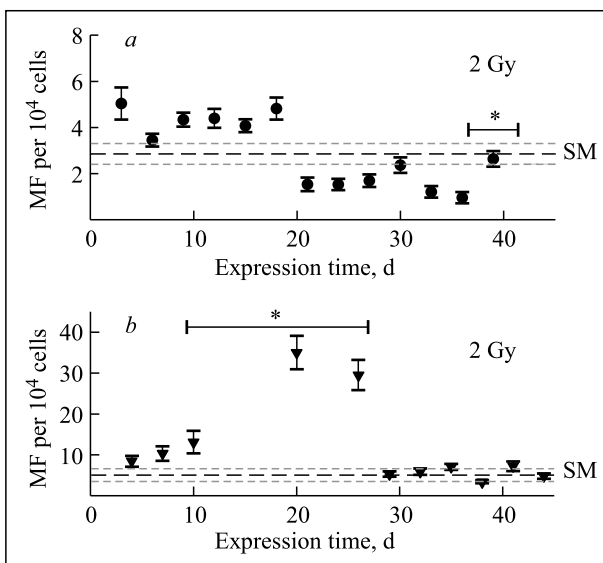 8
a
2 Gy
6
*
4
SM
2
0 10 20 30 40
MF per 10⁴ cells
Expression time, d
b
*
40
2 Gy
30
20
10
SM
0 10 20 30 40
MF per 10⁴ cells
Expression time, d